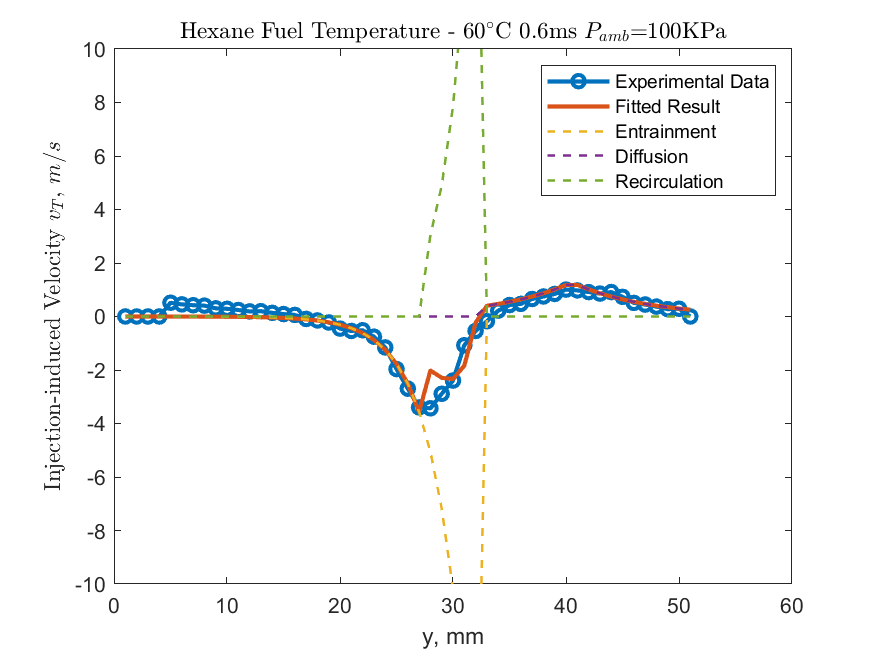 Hexane Fuel Temperature - 60°C 0.6ms P_amb=100KPa
Injection-induced Velocity v_T, m/s
10
8
6
4
2
0
-2
-4
-6
-8
-10
Experimental Data
Fitted Result
Entrainment
Diffusion
Recirculation
0 10 20 30 40 50 60
y, mm